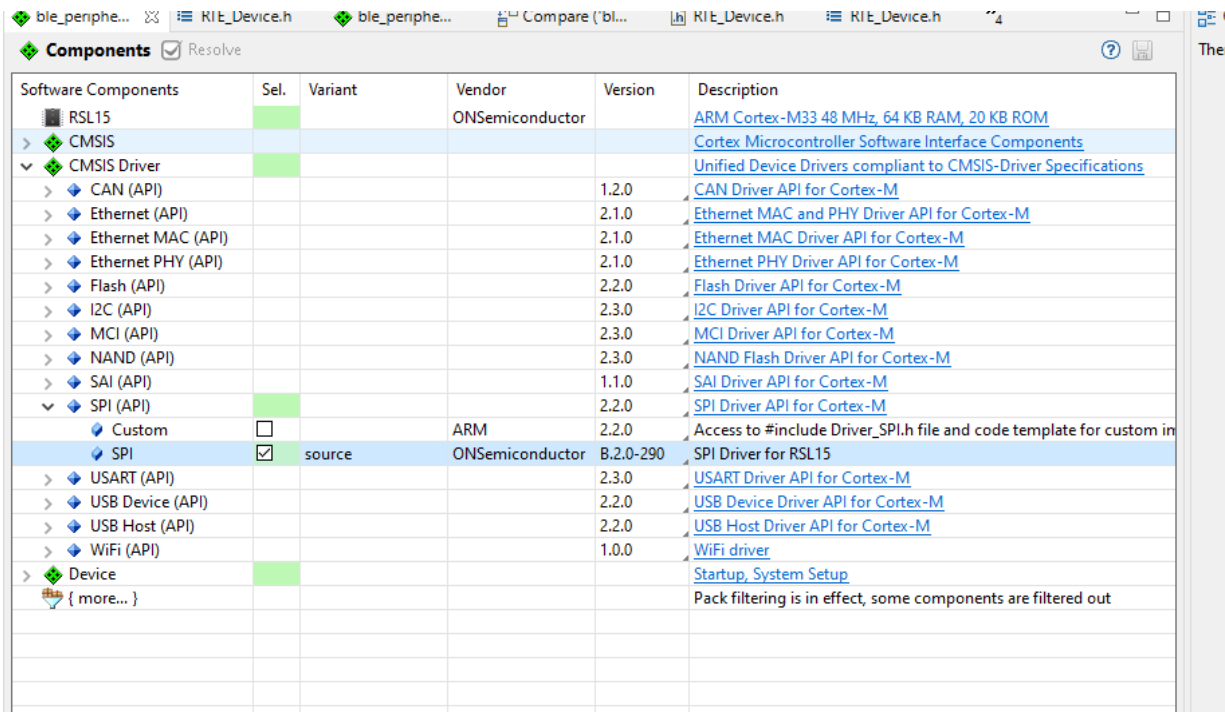 ble_periphe... RTE_Device.h ble_periphe... Compare ('bl... RTE_Device.h RTE_Device.h "4
Components Resolve The
Software Components Sel. Variant Vendor Version Description
RSL15 ONSemiconductor ARM Cortex-M33 48 MHz, 64 KB RAM, 20 KB ROM
CMSIS Cortex Microcontroller Software Interface Components
CMSIS Driver Unified Device Drivers compliant to CMSIS-Driver Specifications
CAN (API) 1.2.0 CAN Driver API for Cortex-M
Ethernet (API) 2.1.0 Ethernet MAC and PHY Driver API for Cortex-M
Ethernet MAC (API) 2.1.0 Ethernet MAC Driver API for Cortex-M
Ethernet PHY (API) 2.1.0 Ethernet PHY Driver API for Cortex-M
Flash (API) 2.2.0 Flash Driver API for Cortex-M
I2C (API) 2.3.0 I2C Driver API for Cortex-M
MCI (API) 2.3.0 MCI Driver API for Cortex-M
NAND (API) 2.3.0 NAND Flash Driver API for Cortex-M
SAI (API) 1.1.0 SAI Driver API for Cortex-M
SPI (API) 2.2.0 SPI Driver API for Cortex-M
Custom ARM 2.2.0 Access to #include Driver_SPI.h file and code template for custom im
SPI source ONSemiconductor B.2.0-290 SPI Driver for RSL15
USART (API) 2.3.0 USART Driver API for Cortex-M
USB Device (API) 2.2.0 USB Device Driver API for Cortex-M
USB Host (API) 2.2.0 USB Host Driver API for Cortex-M
WiFi (API) 1.0.0 WiFi driver
Device Startup, System Setup
{ more... } Pack filtering is in effect, some components are filtered out